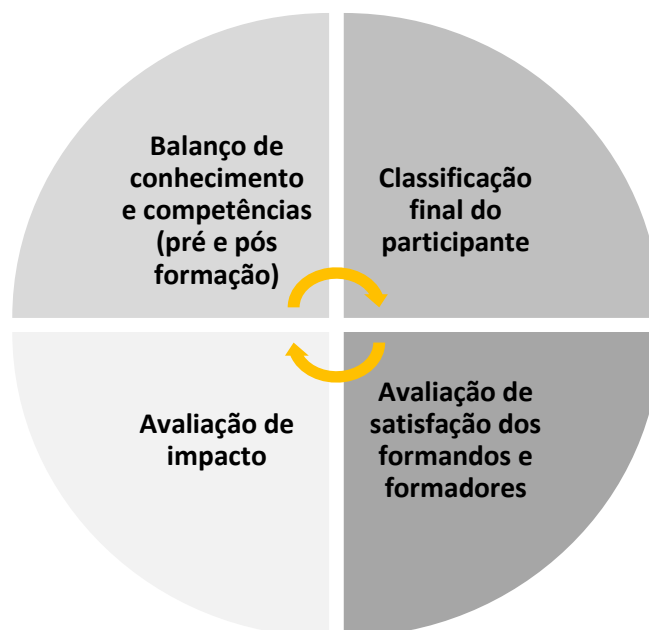 Balanço de
conhecimento
e competências
(pré e pós
formação)
Classificação
final do
participante
Avaliação de
impacto
Avaliação de
satisfação dos
formandos e
formadores